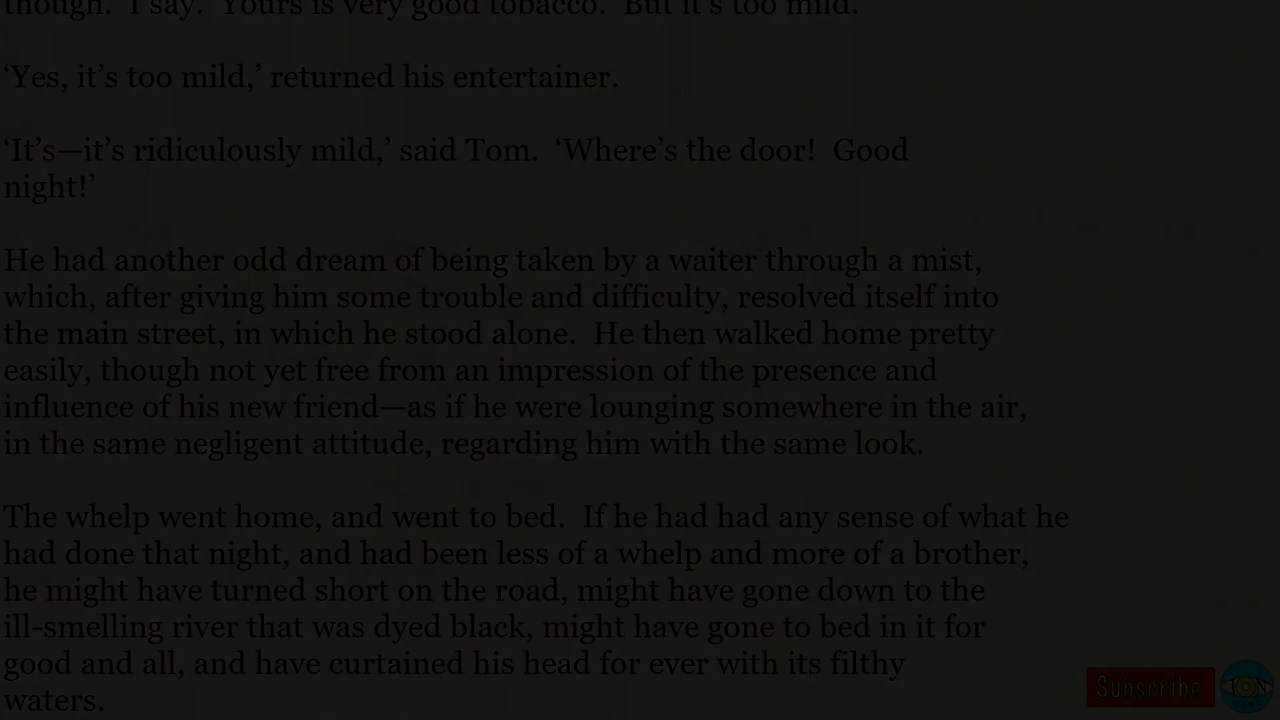 though.  I say.  Yours is very good tobacco.  But it's too mild.'
‘Yes, it’s too mild,’ returned his entertainer.
‘It’s—it’s ridiculously mild,’ said Tom.  ‘Where’s the door!  Good
night!’
He had another odd dream of being taken by a waiter through a mist,
which, after giving him some trouble and difficulty, resolved itself into
the main street, in which he stood alone.  He then walked home pretty
easily, though not yet free from an impression of the presence and
influence of his new friend—as if he were lounging somewhere in the air,
in the same negligent attitude, regarding him with the same look.
The whelp went home, and went to bed.  If he had had any sense of what he
had done that night, and had been less of a whelp and more of a brother,
he might have turned short on the road, might have gone down to the
ill-smelling river that was dyed black, might have gone to bed in it for
good and all, and have curtained his head for ever with its filthy
waters.
Subscribe